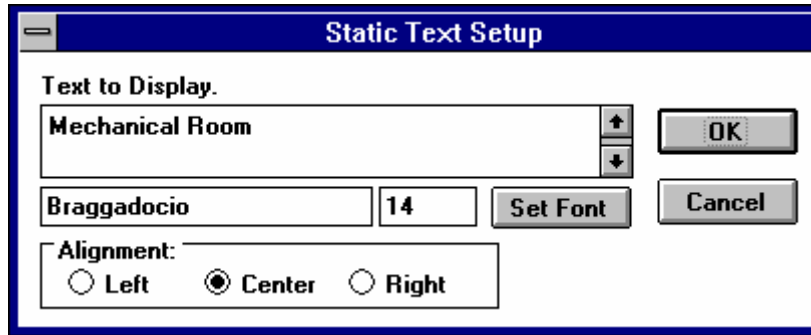 Static Text Setup
Text to Display.
Mechanical Room
OK
Braggadocio 14 Set Font Cancel
Alignment:
Left Center Right